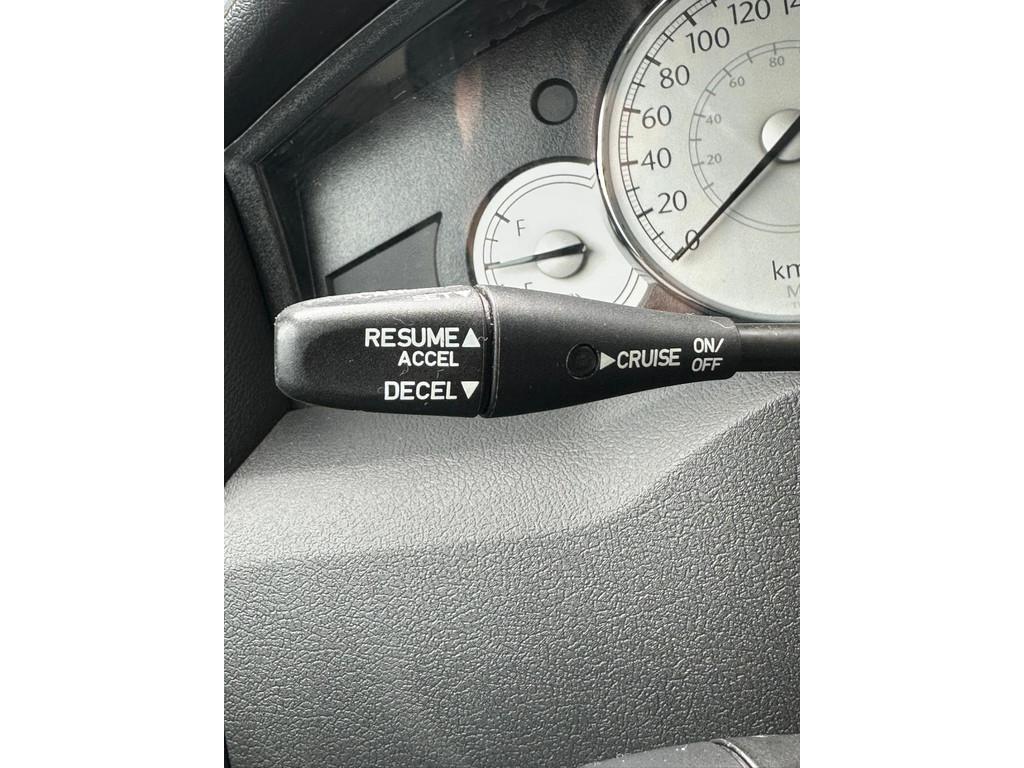 120
100
80
60
40
20
0
80
60
40
20
km
F
RESUME▲
ACCEL
DECEL▼
▶CRUISE ON/
OFF